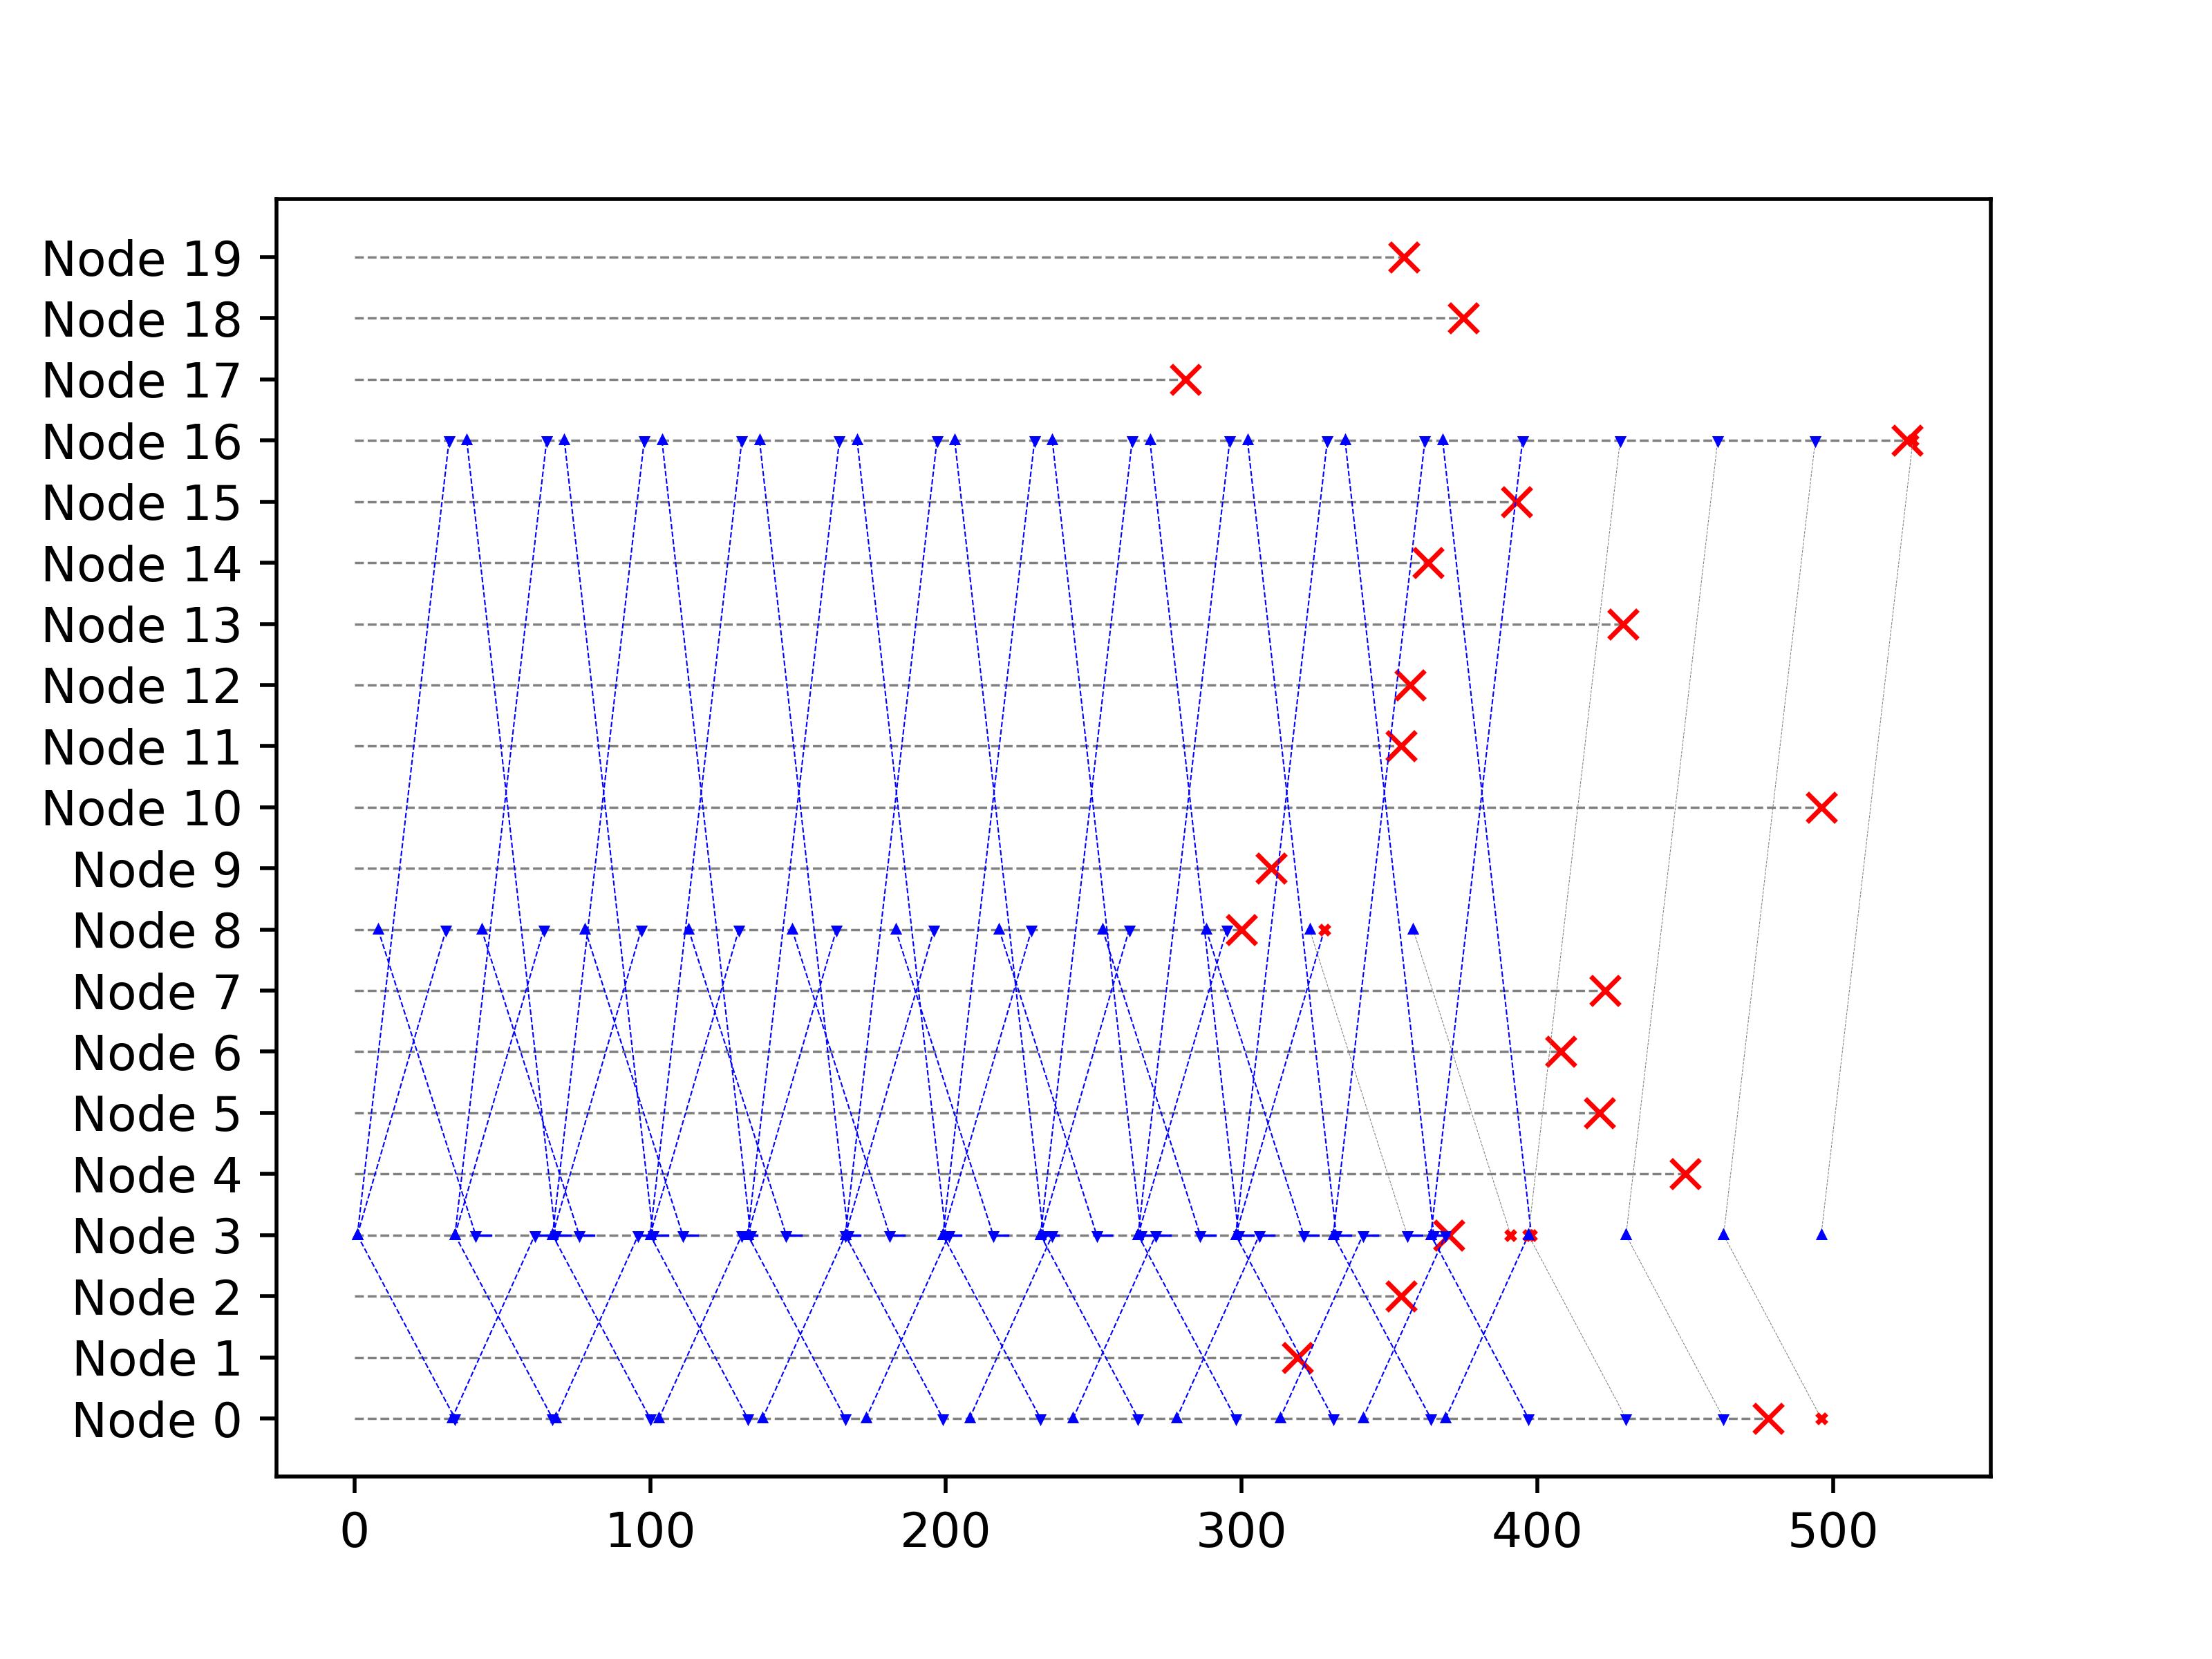 Node 19
Node 18
Node 17
Node 16
Node 15
Node 14
Node 13
Node 12
Node 11
Node 10
Node 9
Node 8
Node 7
Node 6
Node 5
Node 4
Node 3
Node 2
Node 1
Node 0
0 100 200 300 400 500